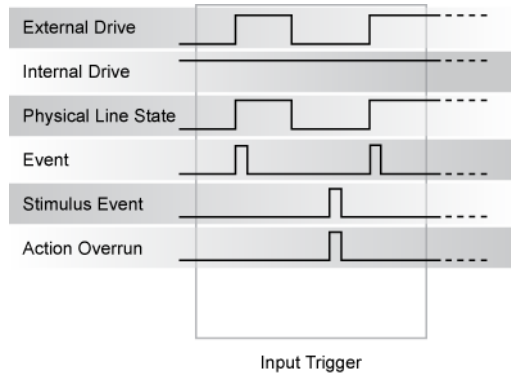 External Drive
Internal Drive
Physical Line State
Event
Stimulus Event
Action Overrun
Input Trigger